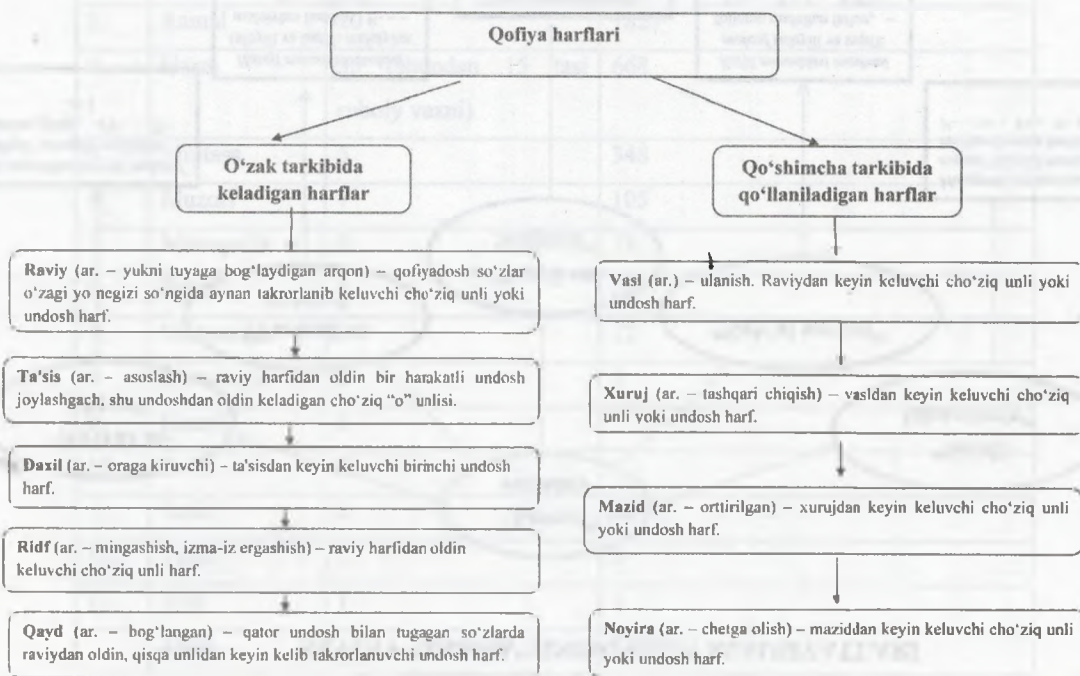 Qofiya harflari
O‘zak tarkibida
keladigan harflar
Raviy (ar. – yukni tuyaga bog‘laydigan arqon) – qofiyadosh so‘zlar
o‘zagi yo negizi so‘ngida aynan takrorlanib keluvchi cho‘ziq unli yoki
undosh harf.
Ta'sis (ar. – asoslash) – raviy harfidan oldin bir harakatli undosh
joylashgach, shu undoshdan oldin keladigan cho‘ziq “o” unlisi.
Daxil (ar. – oraga kiruvchi) – ta'sisdan keyin keluvchi birinchi undosh
harf.
Ridf (ar. – mingashish, izma-iz ergashish) – raviy harfidan oldin
keluvchi cho‘ziq unli harf.
Qayd (ar. – bog‘langan) – qator undosh bilan tugagan so‘zlarda
raviydan oldin, qisqa unlidan keyin kelib takrorlanuvchi undosh harf.
Qo‘shimcha tarkibida
qo‘llaniladigan harflar
Vasl (ar.) – ulanish. Raviydan keyin keluvchi cho‘ziq unli yoki
undosh harf.
Xuruj (ar. – tashqari chiqish) – vasldan keyin keluvchi cho‘ziq
unli yoki undosh harf.
Mazid (ar. – orttirilgan) – xurujdan keyin keluvchi cho‘ziq unli
yoki undosh harf.
Noyira (ar. – chetga olish) – maziddan keyin keluvchi cho‘ziq unli
yoki undosh harf.